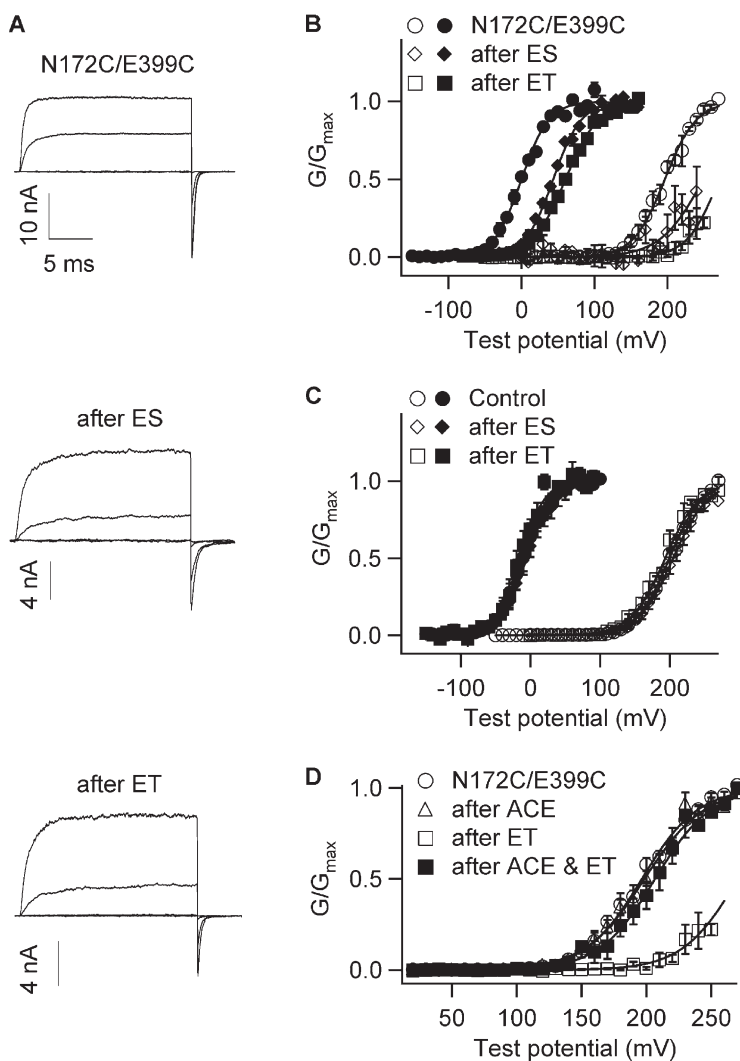 A
N172C/E399C
10 nA
5 ms
after ES
4 nA
after ET
4 nA
B
N172C/E399C
after ES
after ET
G/Gmax
1.0
0.5
0.0
-100 0 100 200
Test potential (mV)
C
Control
after ES
after ET
G/Gmax
1.0
0.5
0.0
-100 0 100 200
Test potential (mV)
D
N172C/E399C
after ACE
after ET
after ACE & ET
G/Gmax
1.0
0.5
0.0
50 100 150 200 250
Test potential (mV)